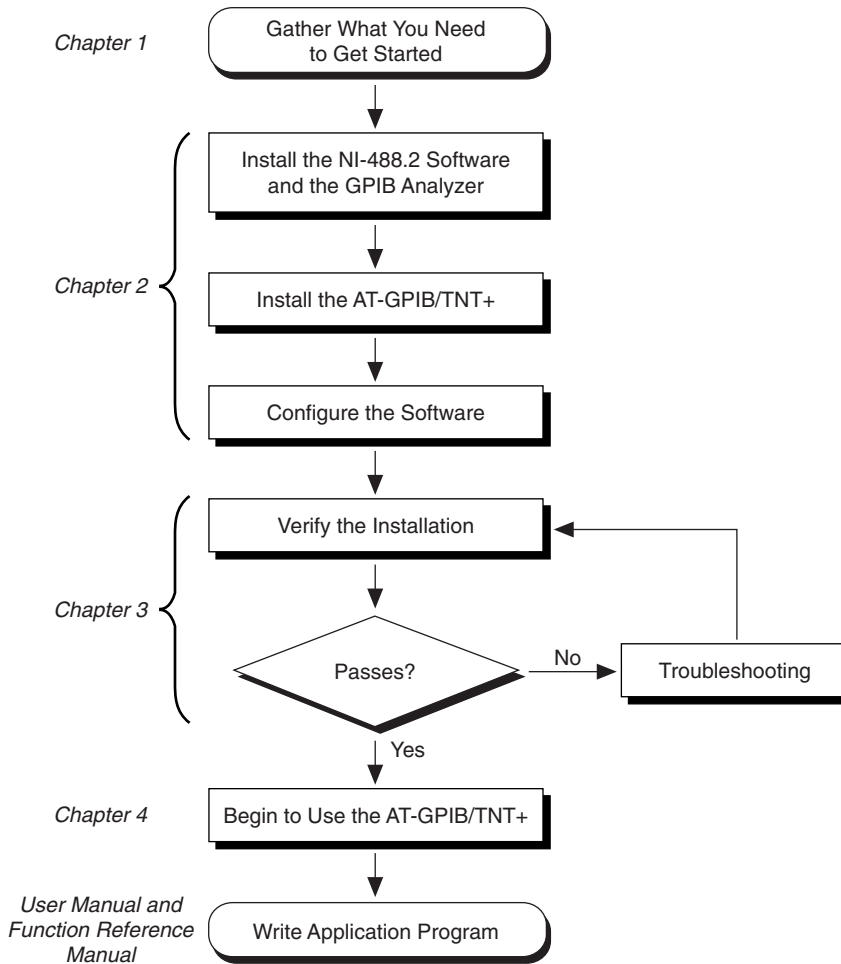 Chapter 1
Gather What You Need
to Get Started
Chapter 2
Install the NI-488.2 Software
and the GPIB Analyzer
Install the AT-GPIB/TNT+
Configure the Software
Chapter 3
Verify the Installation
Passes?
No
Troubleshooting
Yes
Chapter 4
Begin to Use the AT-GPIB/TNT+
User Manual and
Function Reference
Manual
Write Application Program